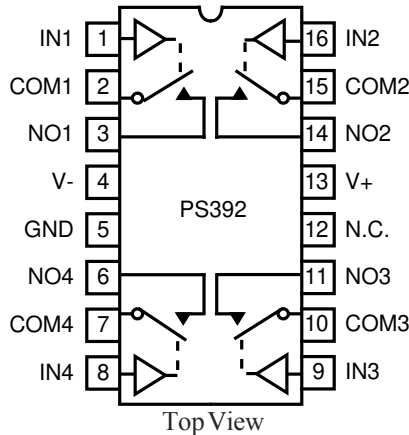 IN1 1 16 IN2
COM1 2 15 COM2
NO1 3 14 NO2
V- 4 13 V+
PS392
GND 5 12 N.C.
NO4 6 11 NO3
COM4 7 10 COM3
IN4 8 9 IN3
Top View